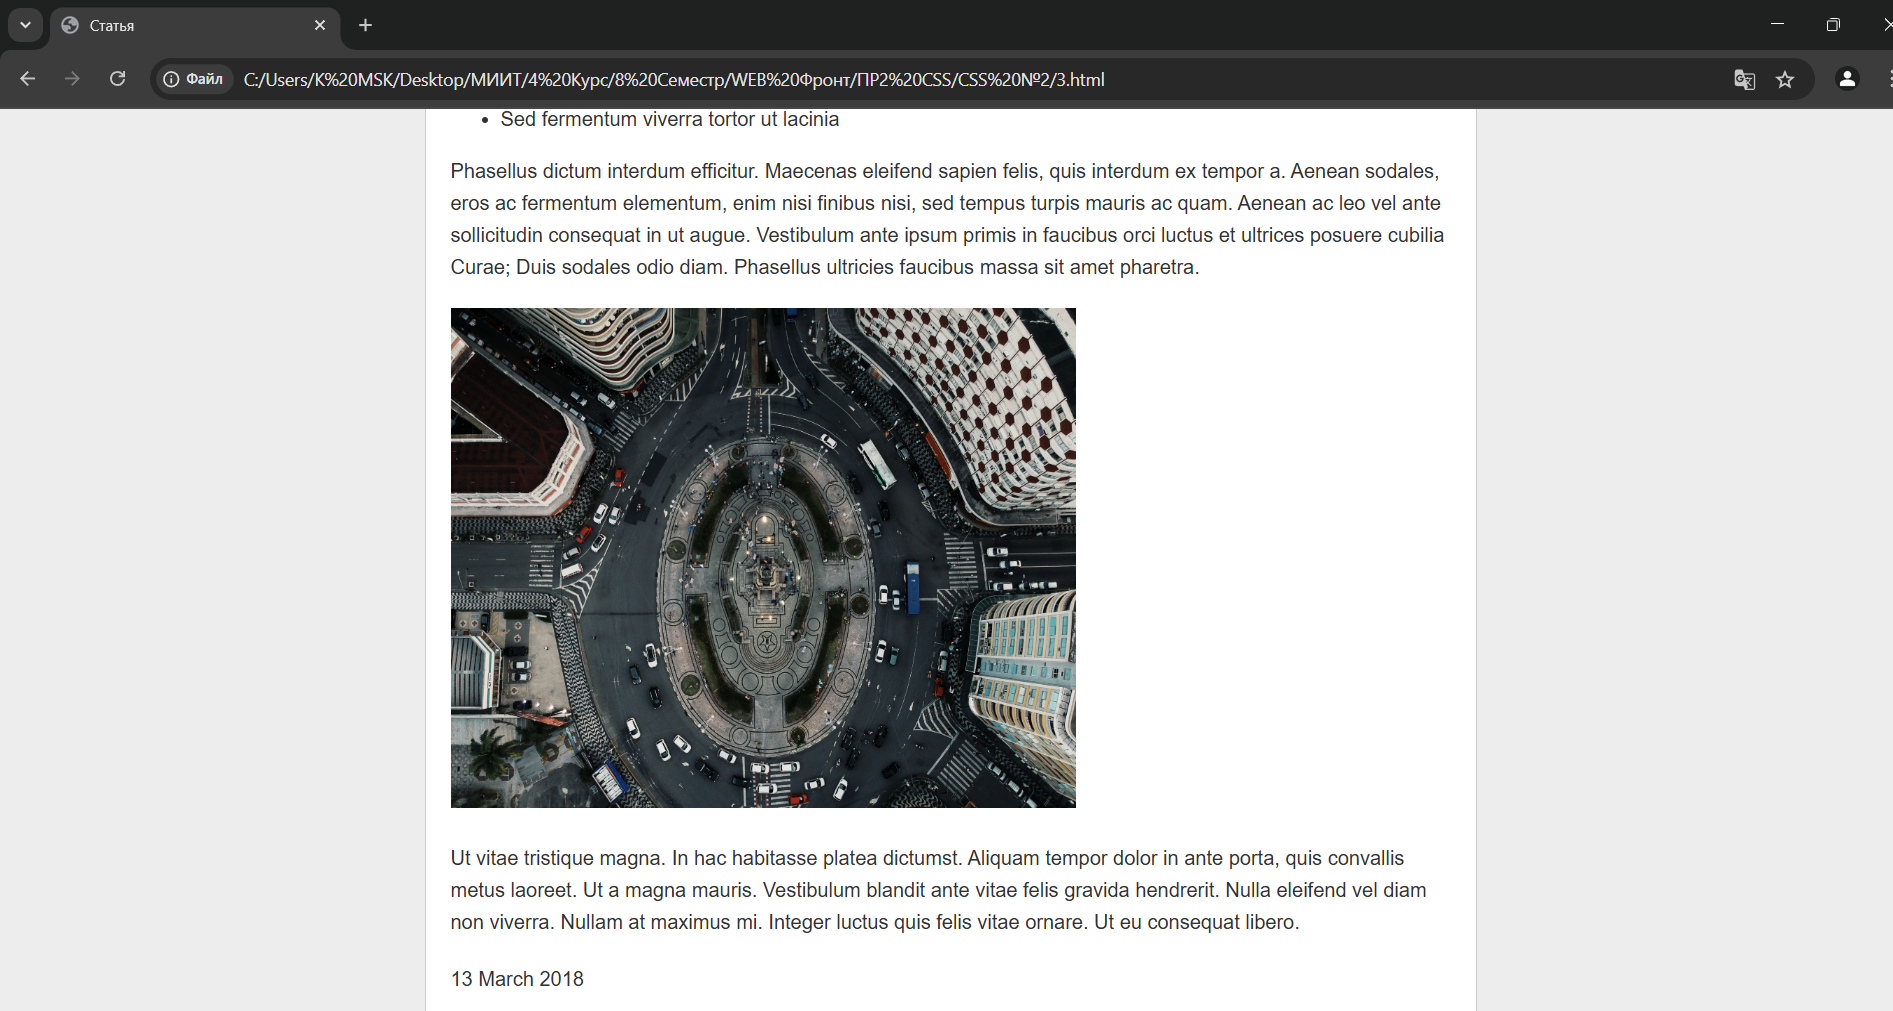 Статья
Файл C:/Users/K%20MSK/Desktop/МИИТ/4%20Курс/8%20Семестр/WEB%20Фронт/ПР2%20CSS/CSS%20№2/3.html
• Sed fermentum viverra tortor ut lacinia
Phasellus dictum interdum efficitur. Maecenas eleifend sapien felis, quis interdum ex tempor a. Aenean sodales,
eros ac fermentum elementum, enim nisi finibus nisi, sed tempus turpis mauris ac quam. Aenean ac leo vel ante
sollicitudin consequat in ut augue. Vestibulum ante ipsum primis in faucibus orci luctus et ultrices posuere cubilia
Curae; Duis sodales odio diam. Phasellus ultricies faucibus massa sit amet pharetra.
Ut vitae tristique magna. In hac habitasse platea dictumst. Aliquam tempor dolor in ante porta, quis convallis
metus laoreet. Ut a magna mauris. Vestibulum blandit ante vitae felis gravida hendrerit. Nulla eleifend vel diam
non viverra. Nullam at maximus mi. Integer luctus quis felis vitae ornare. Ut eu consequat libero.
13 March 2018